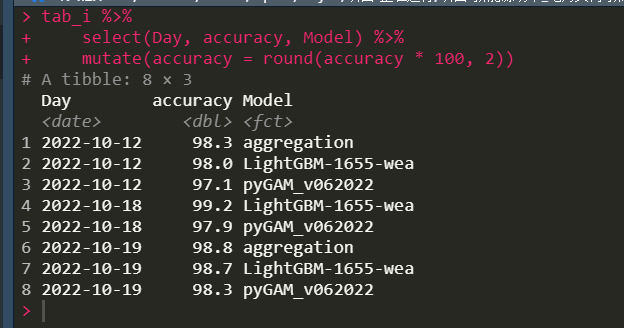 > tab_i %>%
+     select(Day, accuracy, Model) %>%
+     mutate(accuracy = round(accuracy * 100, 2))
# A tibble: 8 × 3
  Day        accuracy Model
  <date>        <dbl> <fct>
1 2022-10-12     98.3 aggregation
2 2022-10-12     98.0 LightGBM-1655-wea
3 2022-10-12     97.1 pyGAM_v062022
4 2022-10-18     99.2 LightGBM-1655-wea
5 2022-10-18     97.9 pyGAM_v062022
6 2022-10-19     98.8 aggregation
7 2022-10-19     98.7 LightGBM-1655-wea
8 2022-10-19     98.3 pyGAM_v062022
>